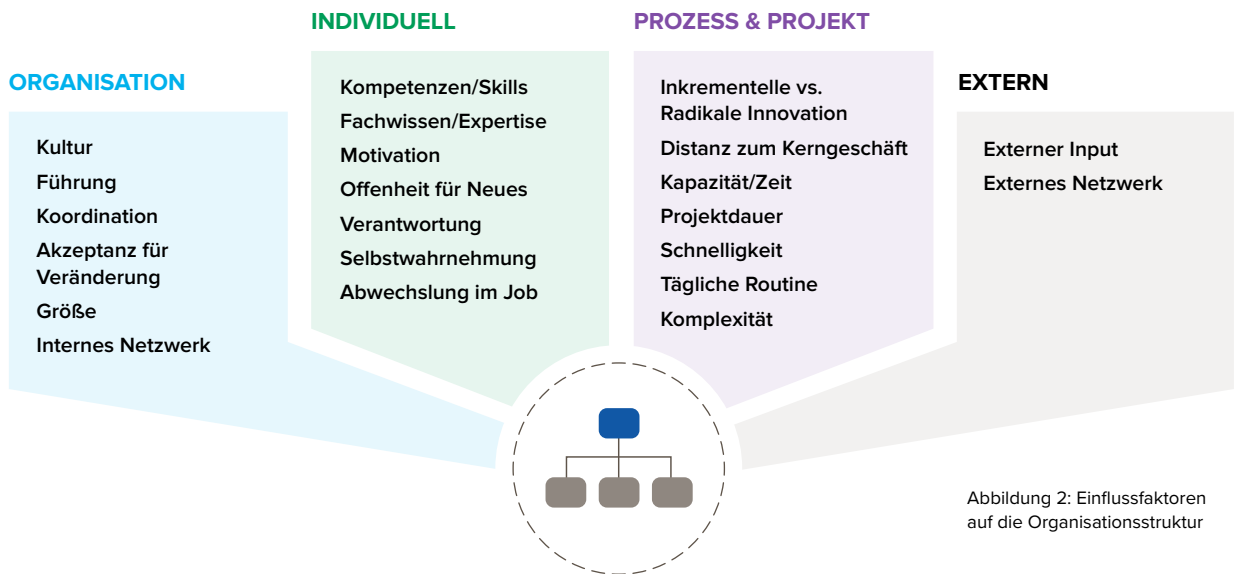 ORGANISATION
Kultur
Führung
Koordination
Akzeptanz für
Veränderung
Größe
Internes Netzwerk
INDIVIDUELL
Kompetenzen/Skills
Fachwissen/Expertise
Motivation
Offenheit für Neues
Verantwortung
Selbstwahrnehmung
Abwechslung im Job
PROZESS & PROJEKT
Inkrementelle vs.
Radikale Innovation
Distanz zum Kerngeschäft
Kapazität/Zeit
Projektdauer
Schnelligkeit
Tägliche Routine
Komplexität
EXTERN
Externer Input
Externes Netzwerk
Abbildung 2: Einflussfaktoren
auf die Organisationsstruktur